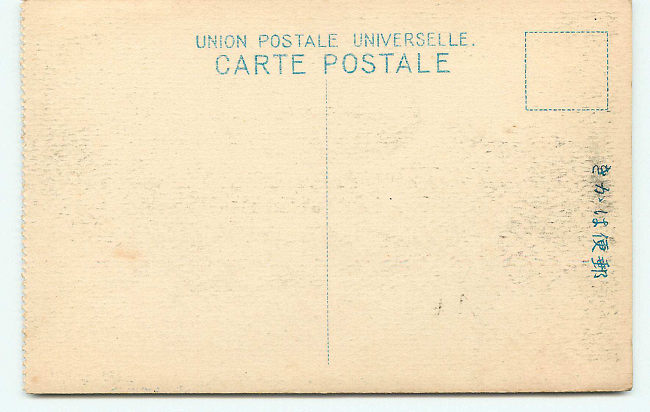 UNION POSTALE UNIVERSELLE.
CARTE POSTALE
郵便はかき